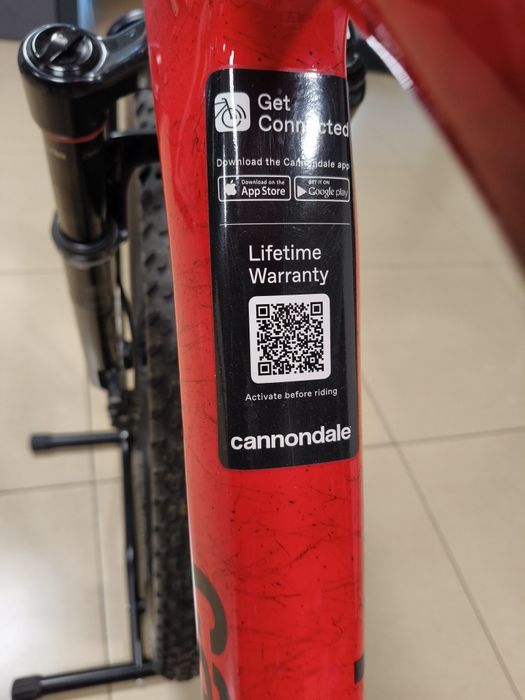 Get
Connected
Download the Cannondale app
Download on the
App Store
GET IT ON
Google play
Lifetime
Warranty
Activate before riding
cannondale